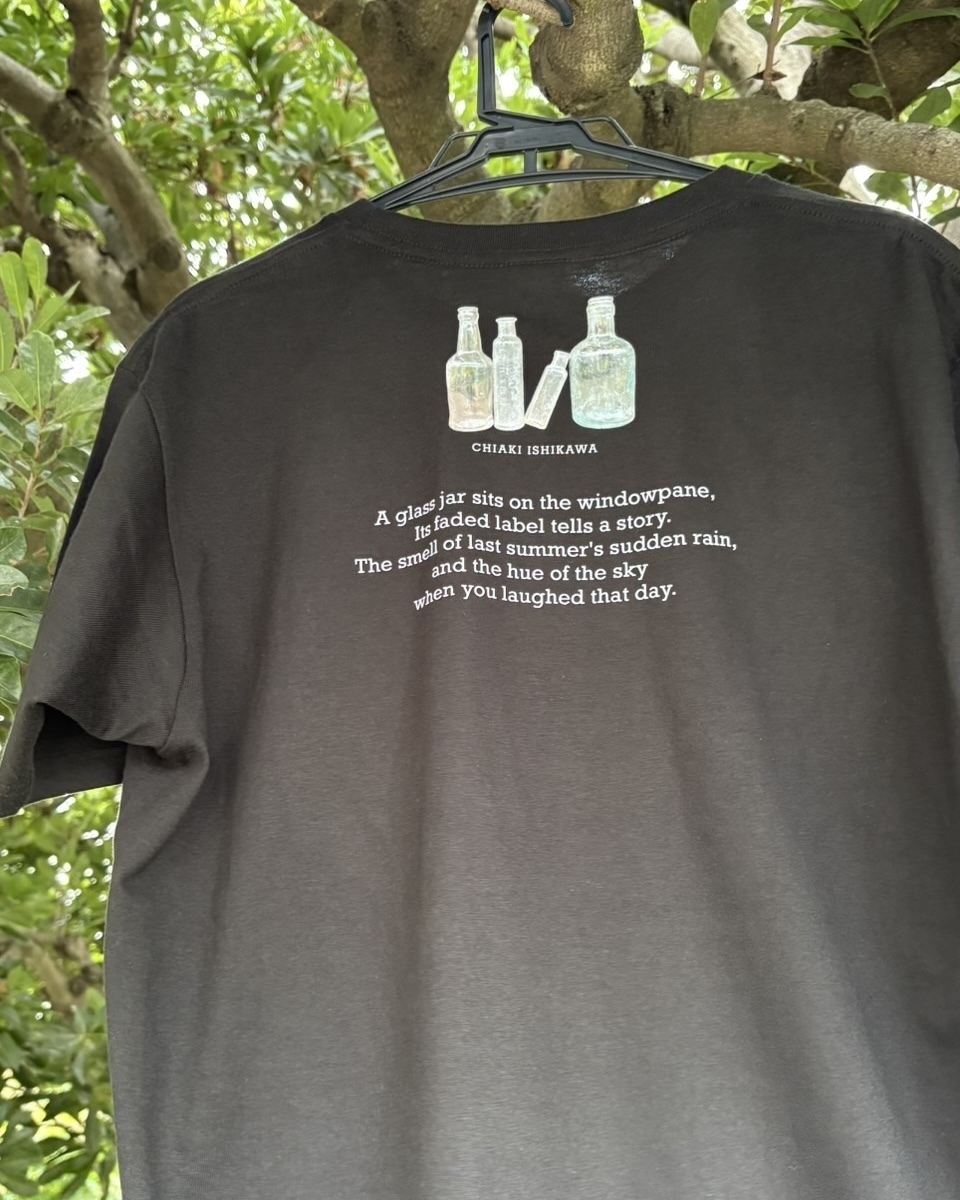 CHIAKI ISHIKAWA
A glass jar sits on the windowpane,
Its faded label tells a story.
The smell of last summer's sudden rain,
and the hue of the sky
when you laughed that day.